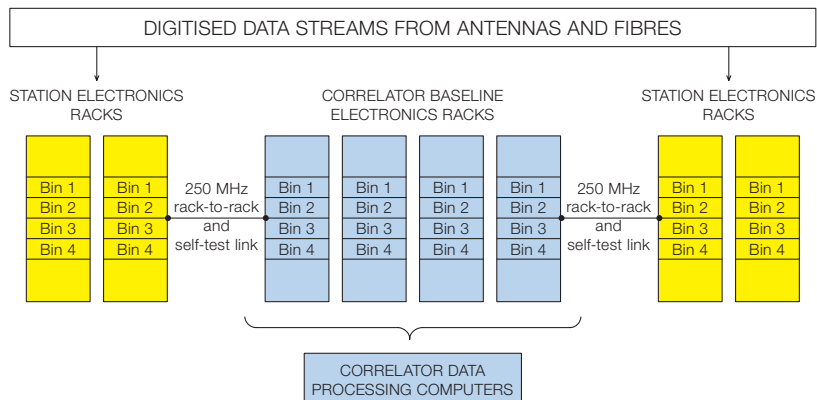 DIGITISED DATA STREAMS FROM ANTENNAS AND FIBRES
STATION ELECTRONICS
RACKS
CORRELATOR BASELINE
ELECTRONICS RACKS
STATION ELECTRONICS
RACKS
Bin 1
Bin 2
Bin 3
Bin 4
Bin 1
Bin 2
Bin 3
Bin 4
250 MHz
rack-to-rack
and
self-test link
Bin 1
Bin 2
Bin 3
Bin 4
Bin 1
Bin 2
Bin 3
Bin 4
Bin 1
Bin 2
Bin 3
Bin 4
Bin 1
Bin 2
Bin 3
Bin 4
250 MHz
rack-to-rack
and
self-test link
Bin 1
Bin 2
Bin 3
Bin 4
Bin 1
Bin 2
Bin 3
Bin 4
CORRELATOR DATA
PROCESSING COMPUTERS